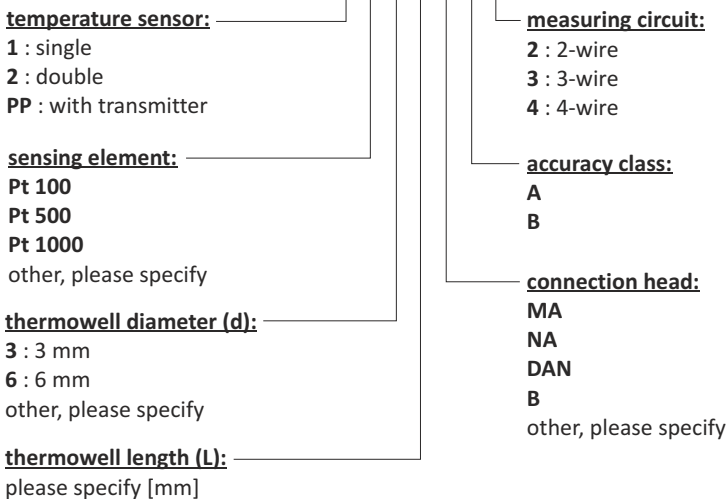 temperature sensor:
1 : single
2 : double
PP : with transmitter
sensing element:
Pt 100
Pt 500
Pt 1000
other, please specify
thermowell diameter (d):
3 : 3 mm
6 : 6 mm
other, please specify
thermowell length (L):
please specify [mm]
measuring circuit:
2 : 2-wire
3 : 3-wire
4 : 4-wire
accuracy class:
A
B
connection head:
MA
NA
DAN
B
other, please specify